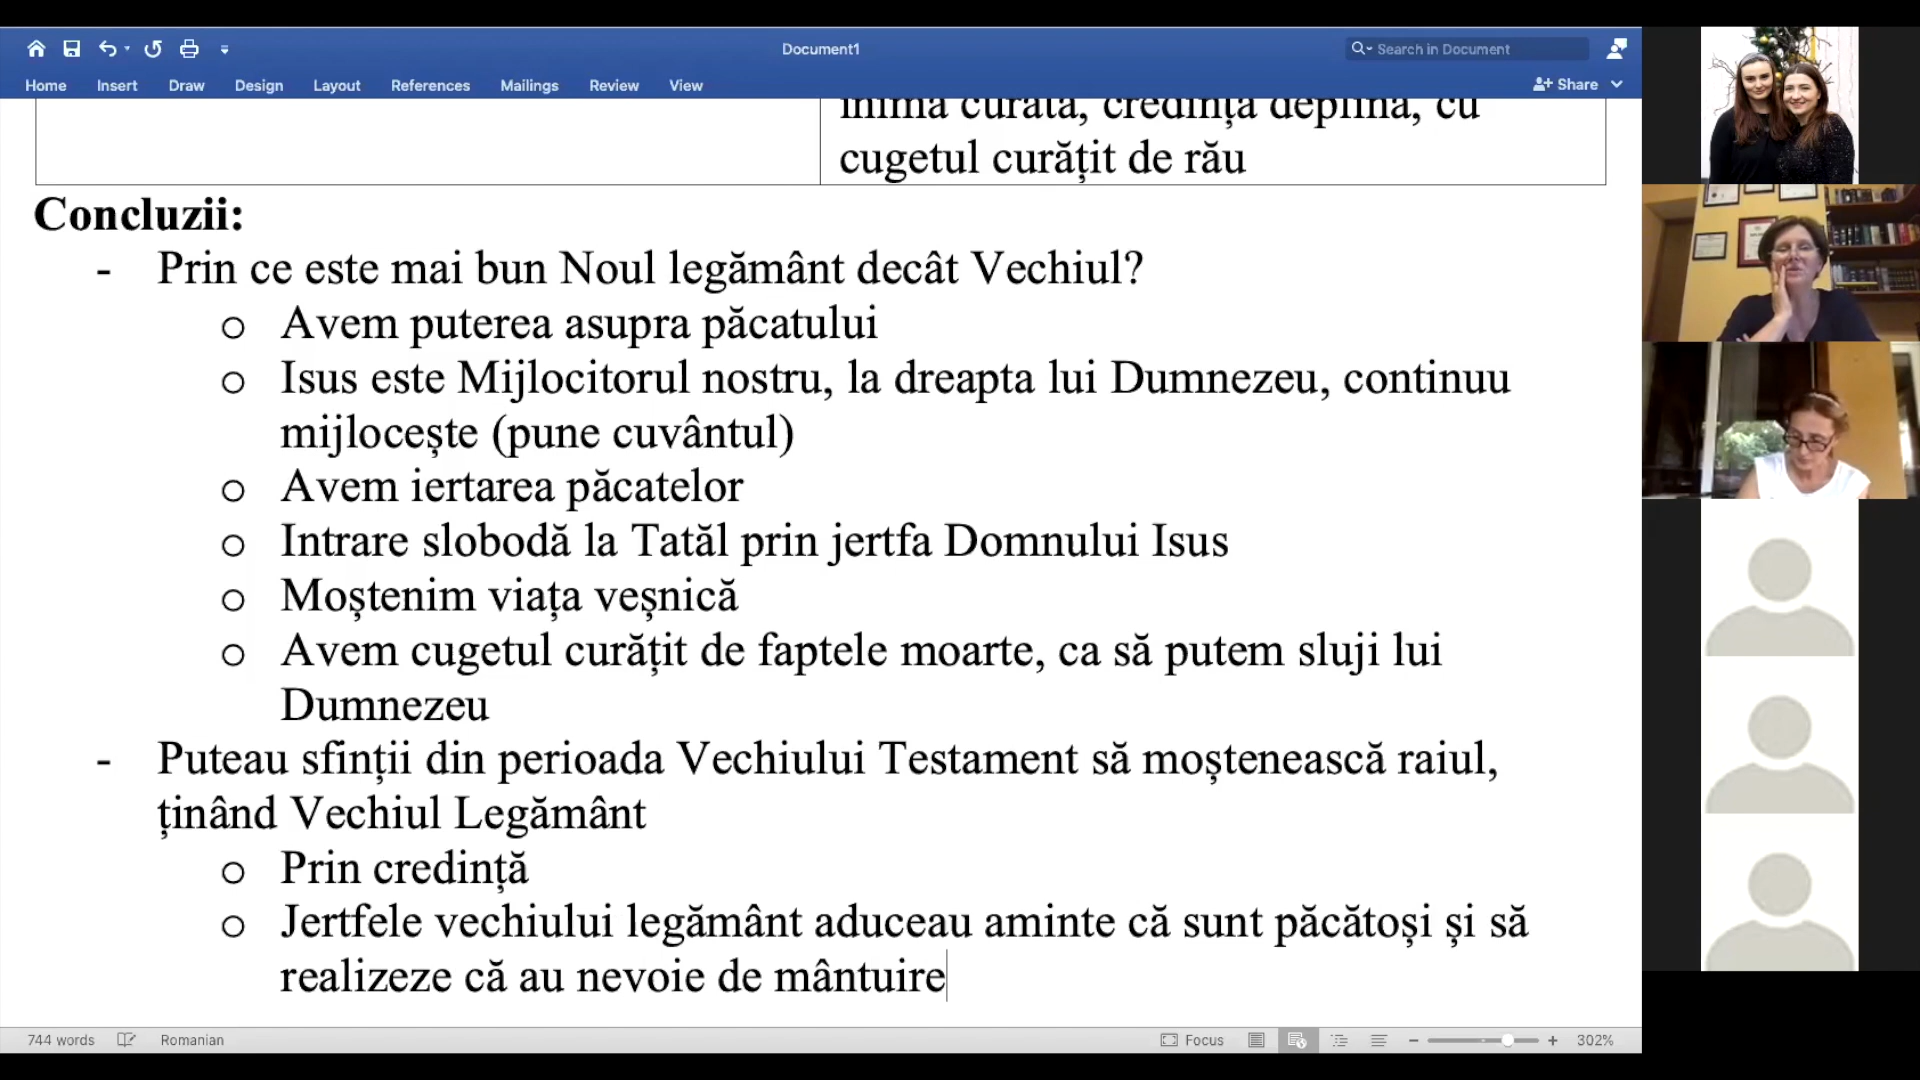 Document1
Search in Document
Home Insert Draw Design Layout References Mailings Review View Share
inimă curată, credință deplină, cu
cugetul curățit de rău
Concluzii:
- Prin ce este mai bun Noul legământ decât Vechiul?
o Avem puterea asupra păcatului
o Isus este Mijlocitorul nostru, la dreapta lui Dumnezeu, continuu
mijlocește (pune cuvântul)
o Avem iertarea păcatelor
o Intrare slobodă la Tatăl prin jertfa Domnului Isus
o Moștenim viața veșnică
o Avem cugetul curățit de faptele moarte, ca să putem sluji lui
Dumnezeu
- Puteau sfinții din perioada Vechiului Testament să moștenească raiul,
ținând Vechiul Legământ
o Prin credință
o Jertfele vechiului legământ aduceau aminte că sunt păcătoși și să
realizeze că au nevoie de mântuire
744 words Romanian Focus 302%